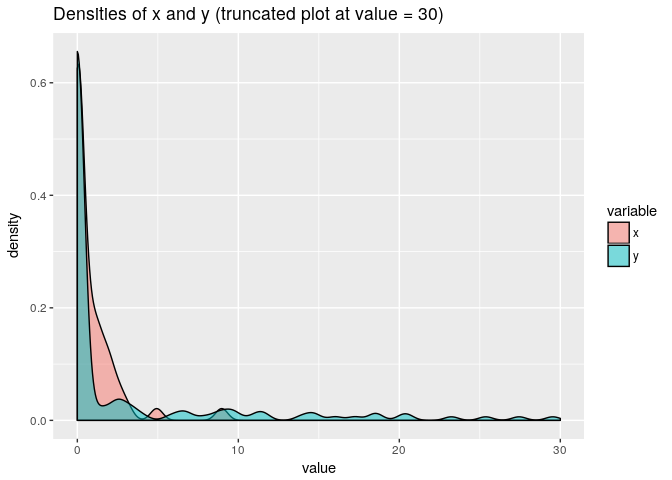 Densities of x and y (truncated plot at value = 30)
0.6
0.4
0.2
0.0
density
0
10
20
30
value
variable
x
y